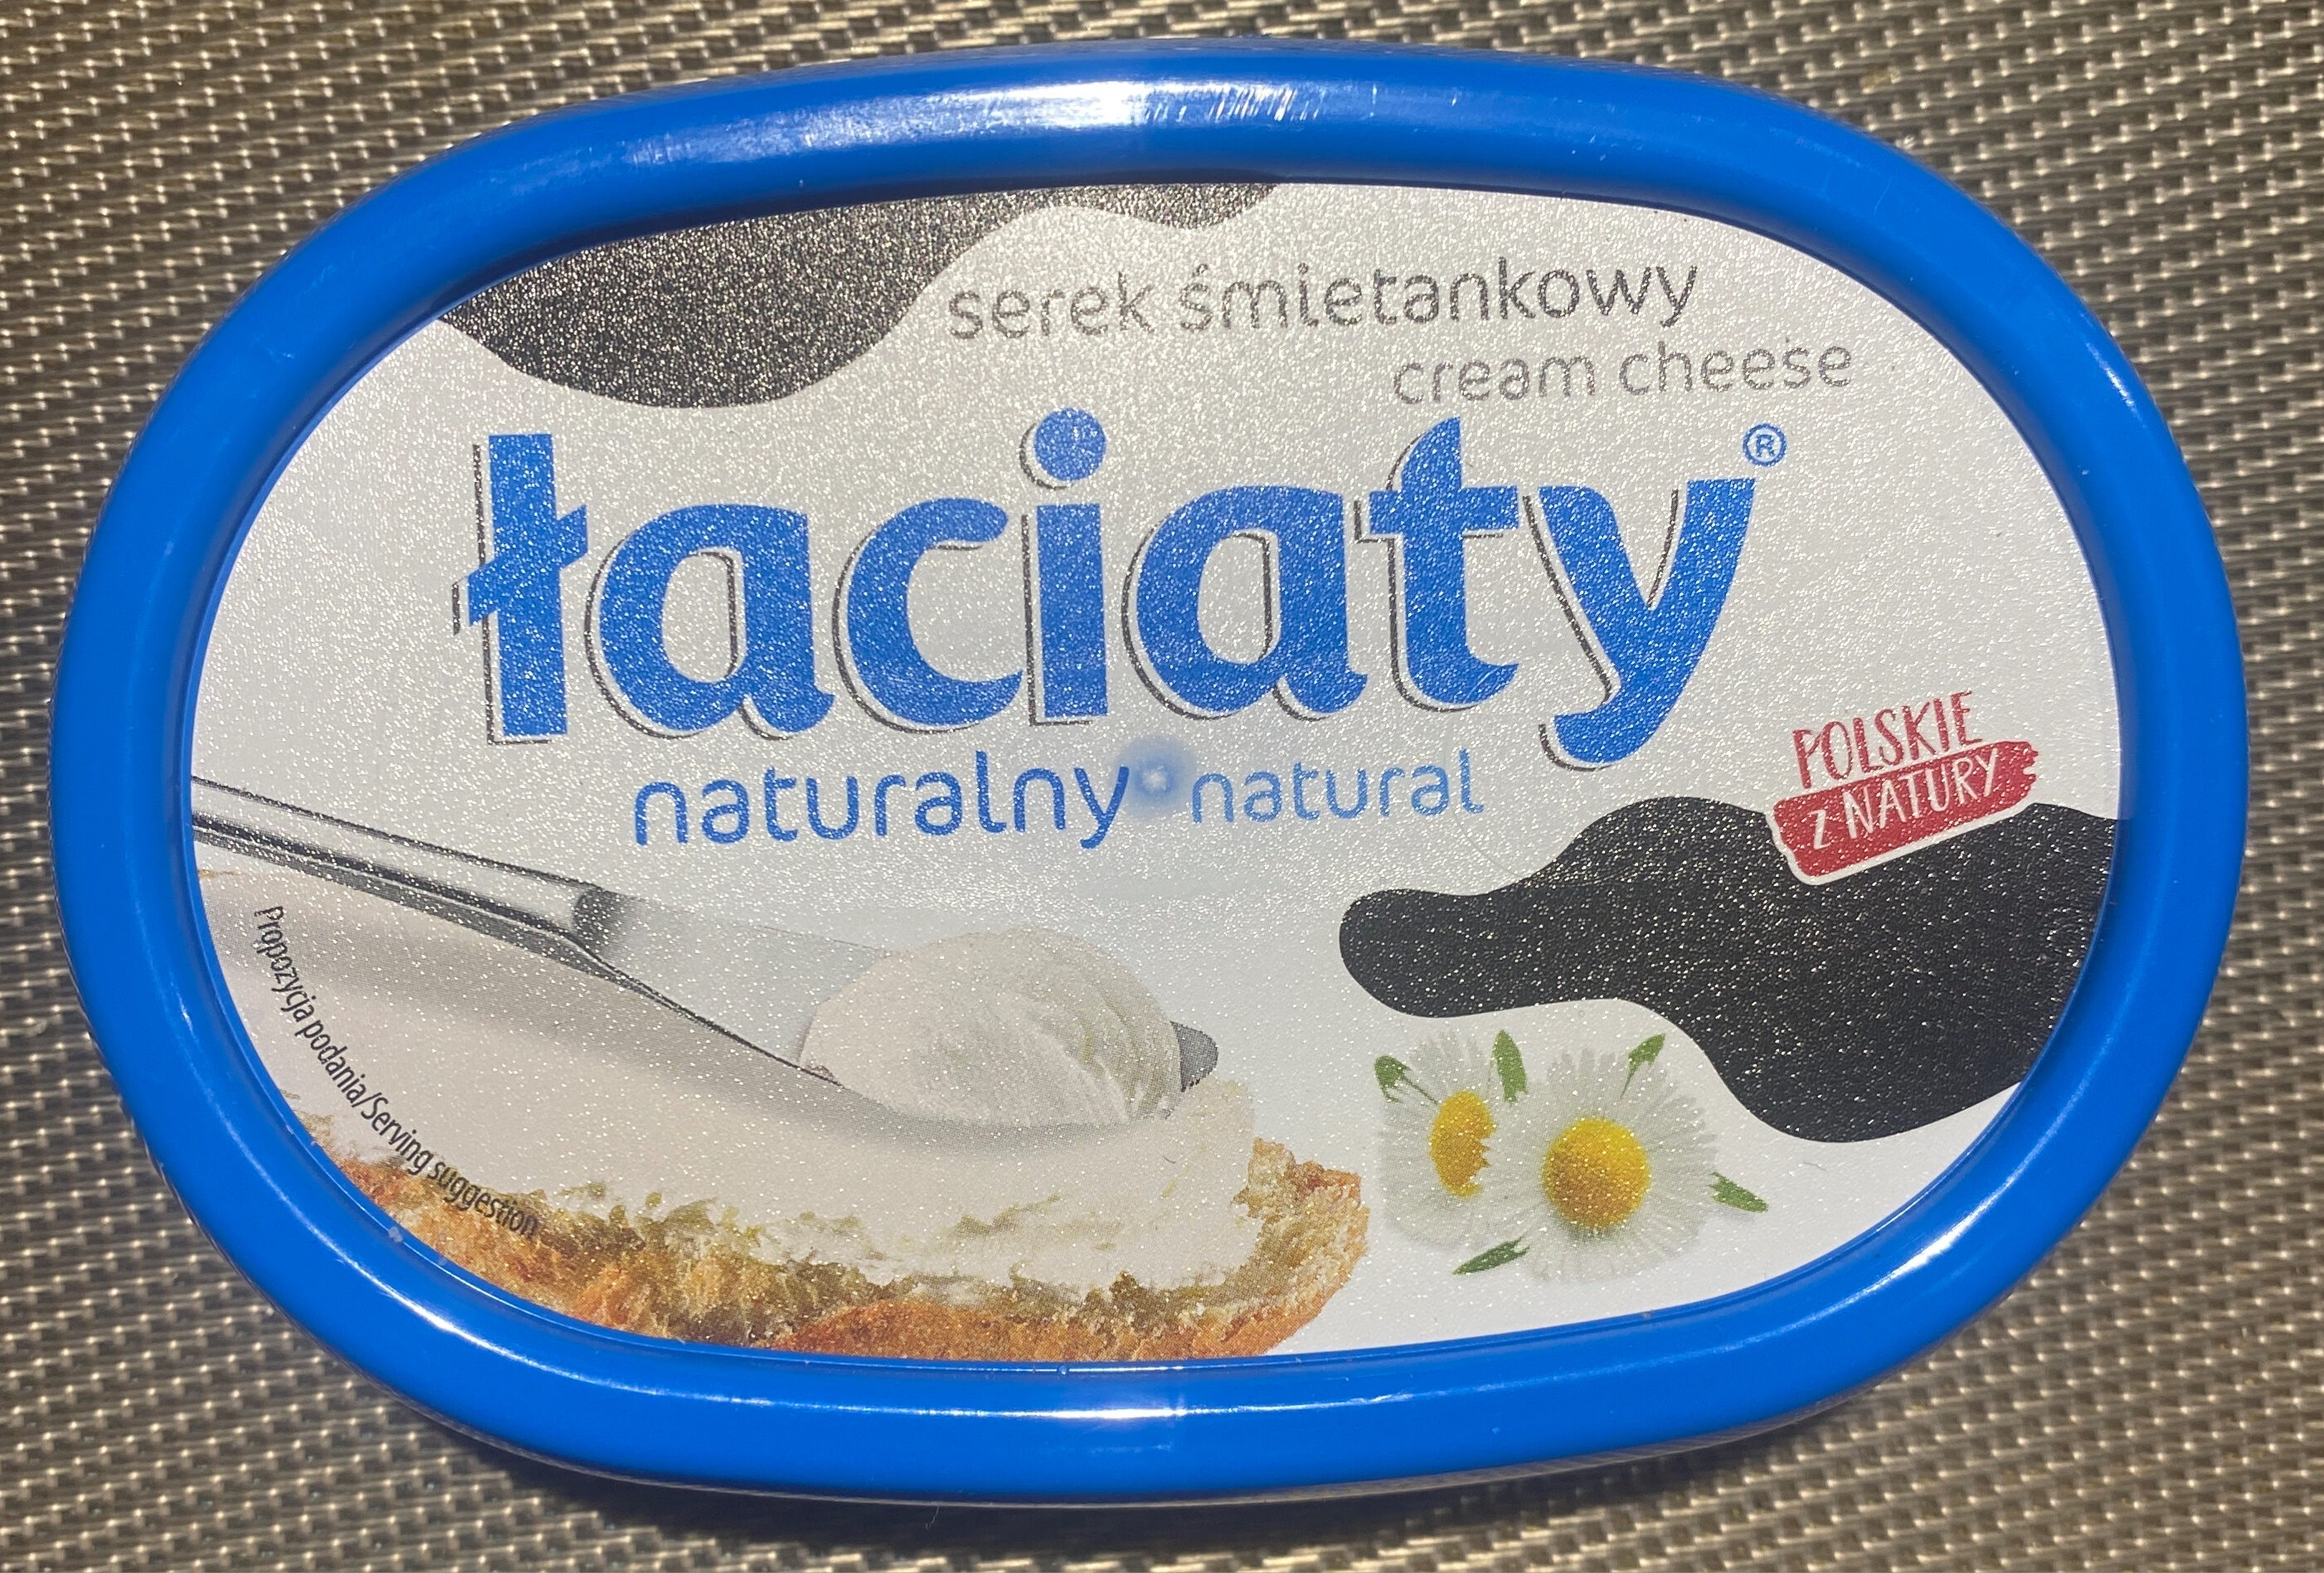 serek śmietankowy
cream cheese
łaciaty®
naturalny natural
POLSKIE
Z NATURY
Propozycja podania/Serving suggestion